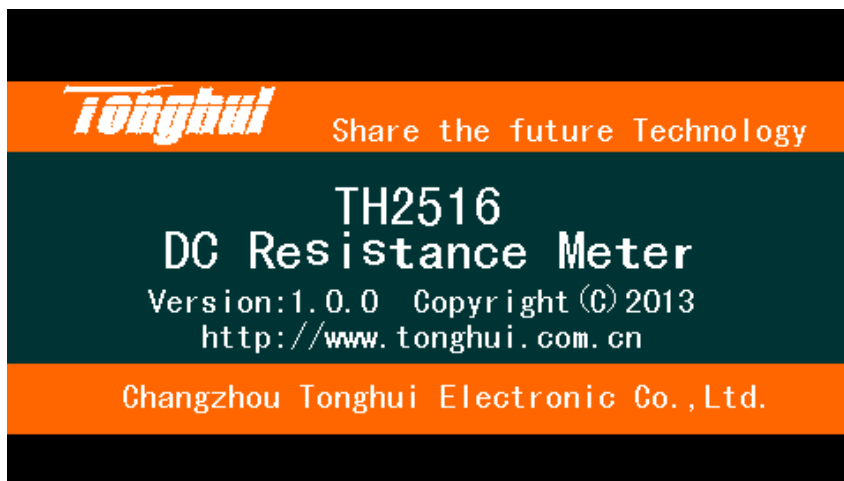 Tonghui
Share the future Technology
TH2516
DC Resistance Meter
Version:1.0.0 Copyright(C)2013
http://www.tonghui.com.cn
Changzhou Tonghui Electronic Co.,Ltd.